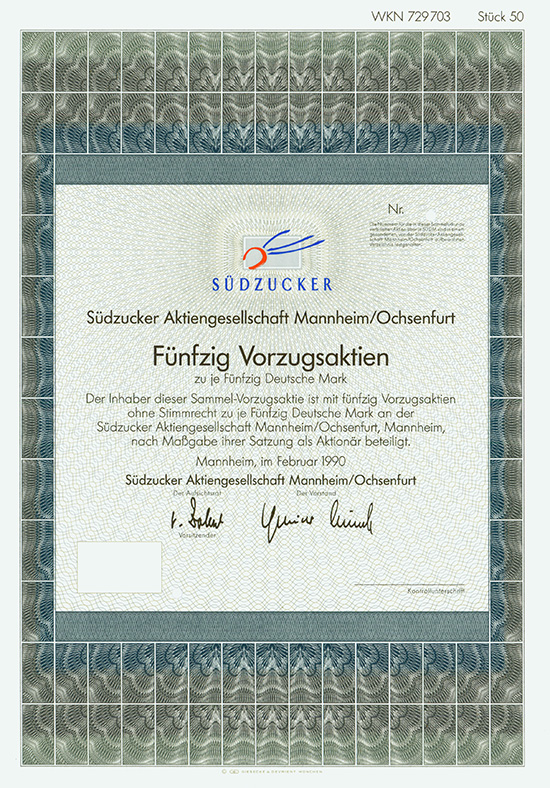 WKN 729703 Stück 50
Nr.
SÜDZUCKER
Südzucker Aktiengesellschaft Mannheim/Ochsenfurt
Fünfzig Vorzugsaktien
zu je Fünfzig Deutsche Mark
Der Inhaber dieser Sammel-Vorzugsaktie ist mit fünfzig Vorzugsaktien
ohne Stimmrecht zu je Fünfzig Deutsche Mark an der
Südzucker Aktiengesellschaft Mannheim/Ochsenfurt, Mannheim,
nach Maßgabe ihrer Satzung als Aktionär beteiligt.
Mannheim, im Februar 1990
Südzucker Aktiengesellschaft Mannheim/Ochsenfurt
Der Aufsichtsrat Der Vorstand
Vorsitzender
Kontrollunterschrift